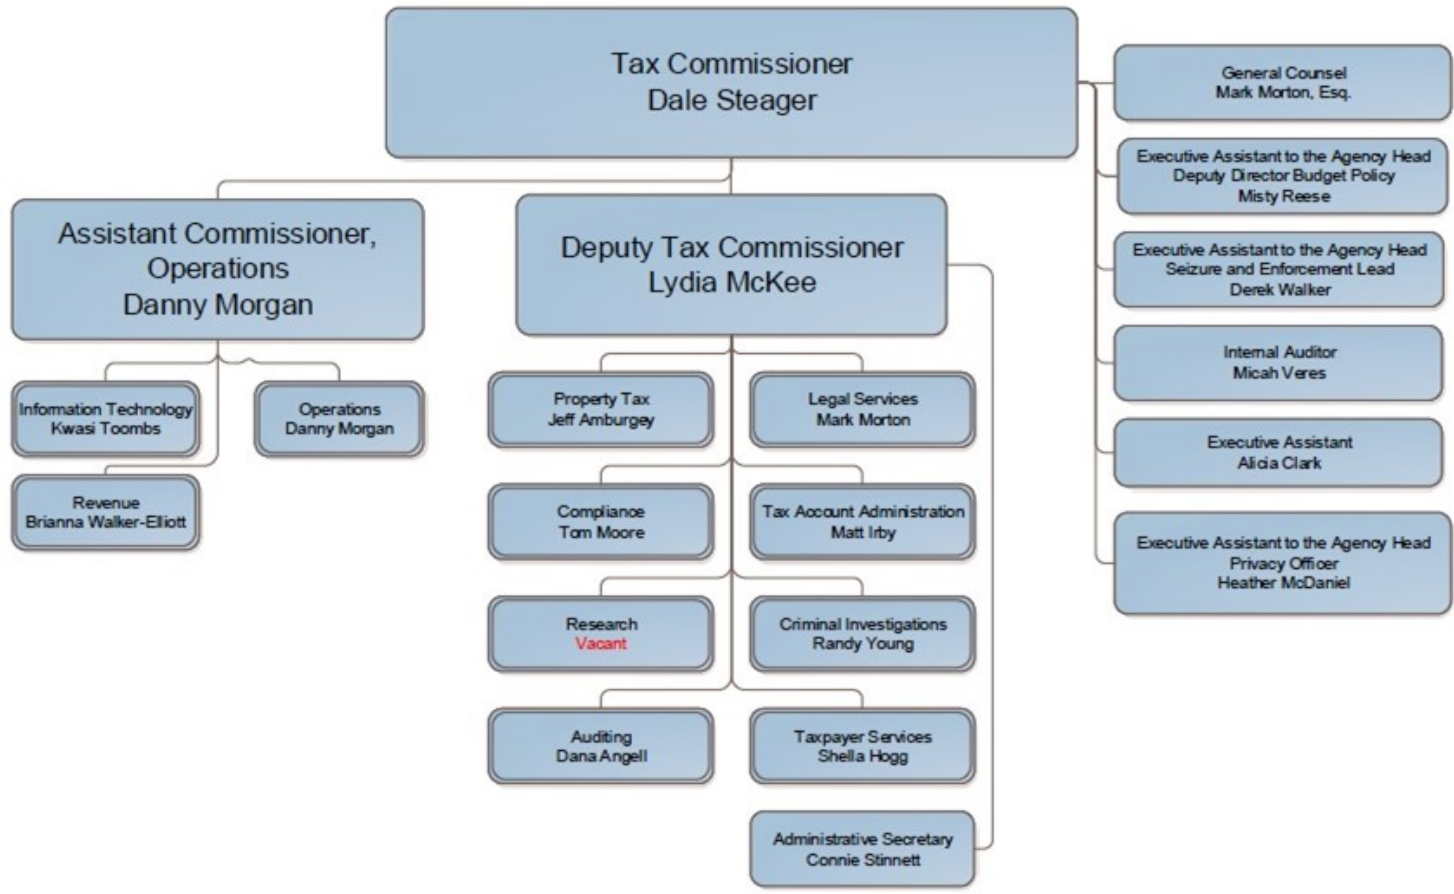 Tax Commissioner
Dale Steager
General Counsel
Mark Morton, Esq.
Executive Assistant to the Agency Head
Deputy Director Budget Policy
Misty Reese
Executive Assistant to the Agency Head
Seizure and Enforcement Lead
Derek Walker
Internal Auditor
Micah Veres
Executive Assistant
Alicia Clark
Executive Assistant to the Agency Head
Privacy Officer
Heather McDaniel
Assistant Commissioner,
Operations
Danny Morgan
Information Technology
Kwasi Toombs
Operations
Danny Morgan
Revenue
Brianna Walker-Elliott
Deputy Tax Commissioner
Lydia McKee
Property Tax
Jeff Amburgey
Legal Services
Mark Morton
Compliance
Tom Moore
Tax Account Administration
Matt Irby
Research
Vacant
Criminal Investigations
Randy Young
Auditing
Dana Angell
Taxpayer Services
Shella Hogg
Administrative Secretary
Connie Stinnett